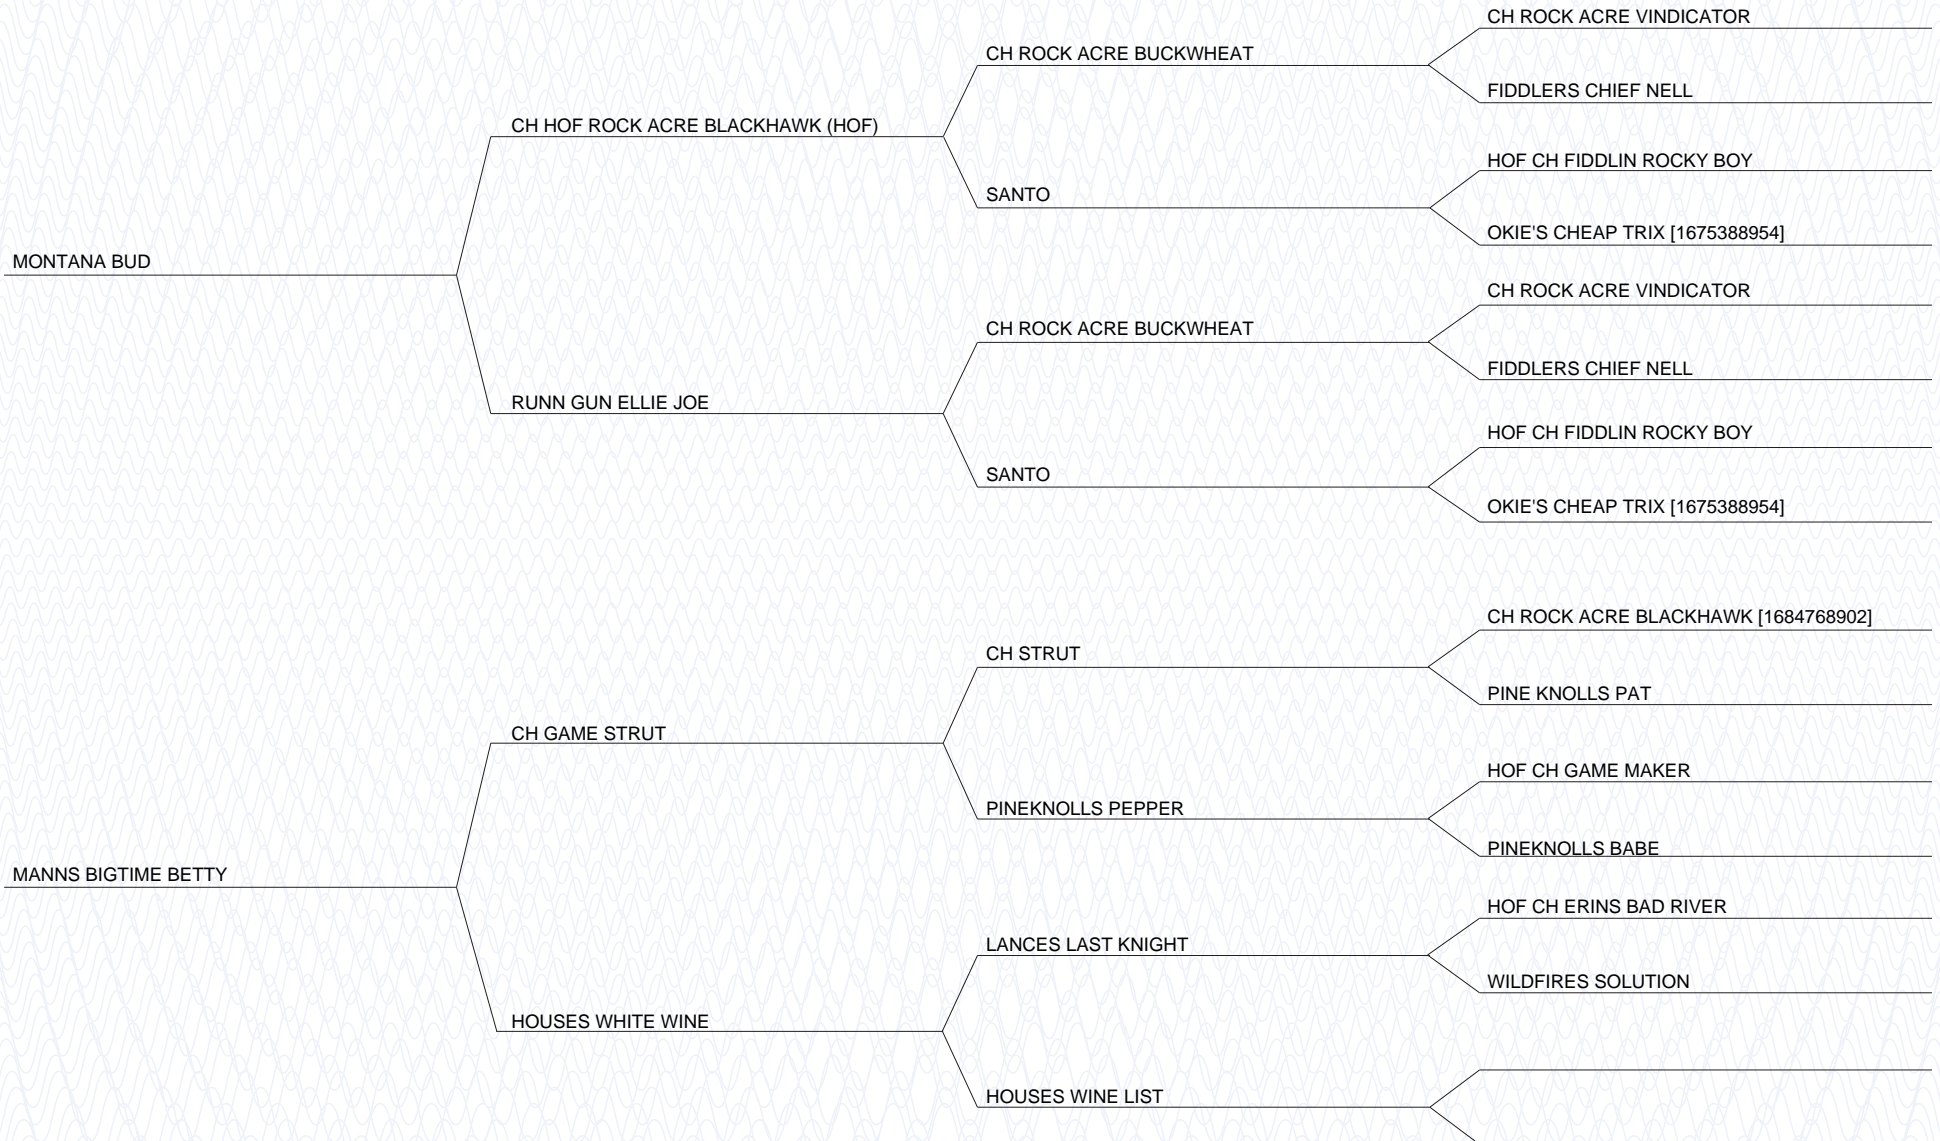 CH ROCK ACRE VINDICATOR
CH ROCK ACRE BUCKWHEAT
FIDDLERS CHIEF NELL
CH HOF ROCK ACRE BLACKHAWK (HOF)
HOF CH FIDDLIN ROCKY BOY
SANTO
OKIE'S CHEAP TRIX [1675388954]
MONTANA BUD
CH ROCK ACRE VINDICATOR
CH ROCK ACRE BUCKWHEAT
FIDDLERS CHIEF NELL
RUNN GUN ELLIE JOE
HOF CH FIDDLIN ROCKY BOY
SANTO
OKIE'S CHEAP TRIX [1675388954]
CH ROCK ACRE BLACKHAWK [1684768902]
CH STRUT
PINE KNOLLS PAT
CH GAME STRUT
HOF CH GAME MAKER
PINEKNOLLS PEPPER
PINEKNOLLS BABE
MANNS BIGTIME BETTY
HOF CH ERINS BAD RIVER
LANCES LAST KNIGHT
WILDFIRES SOLUTION
HOUSES WHITE WINE
HOUSES WINE LIST